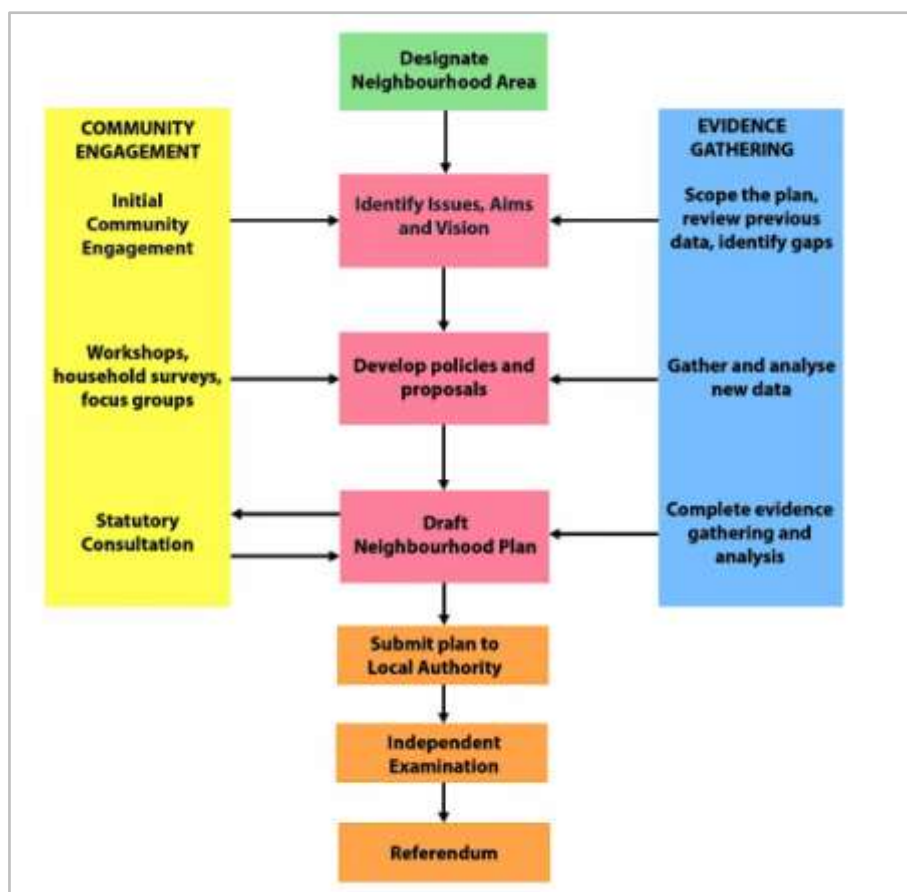 Designate
Neighbourhood Area
COMMUNITY
ENGAGEMENT
Initial
Community
Engagement
Workshops,
household surveys,
focus groups
Statutory
Consultation
Identify Issues, Aims
and Vision
Develop policies and
proposals
Draft
Neighbourhood Plan
EVIDENCE
GATHERING
Scope the plan,
review previous
data, identify gaps
Gather and analyse
new data
Complete evidence
gathering and
analysis
Submit plan to
Local Authority
Independent
Examination
Referendum